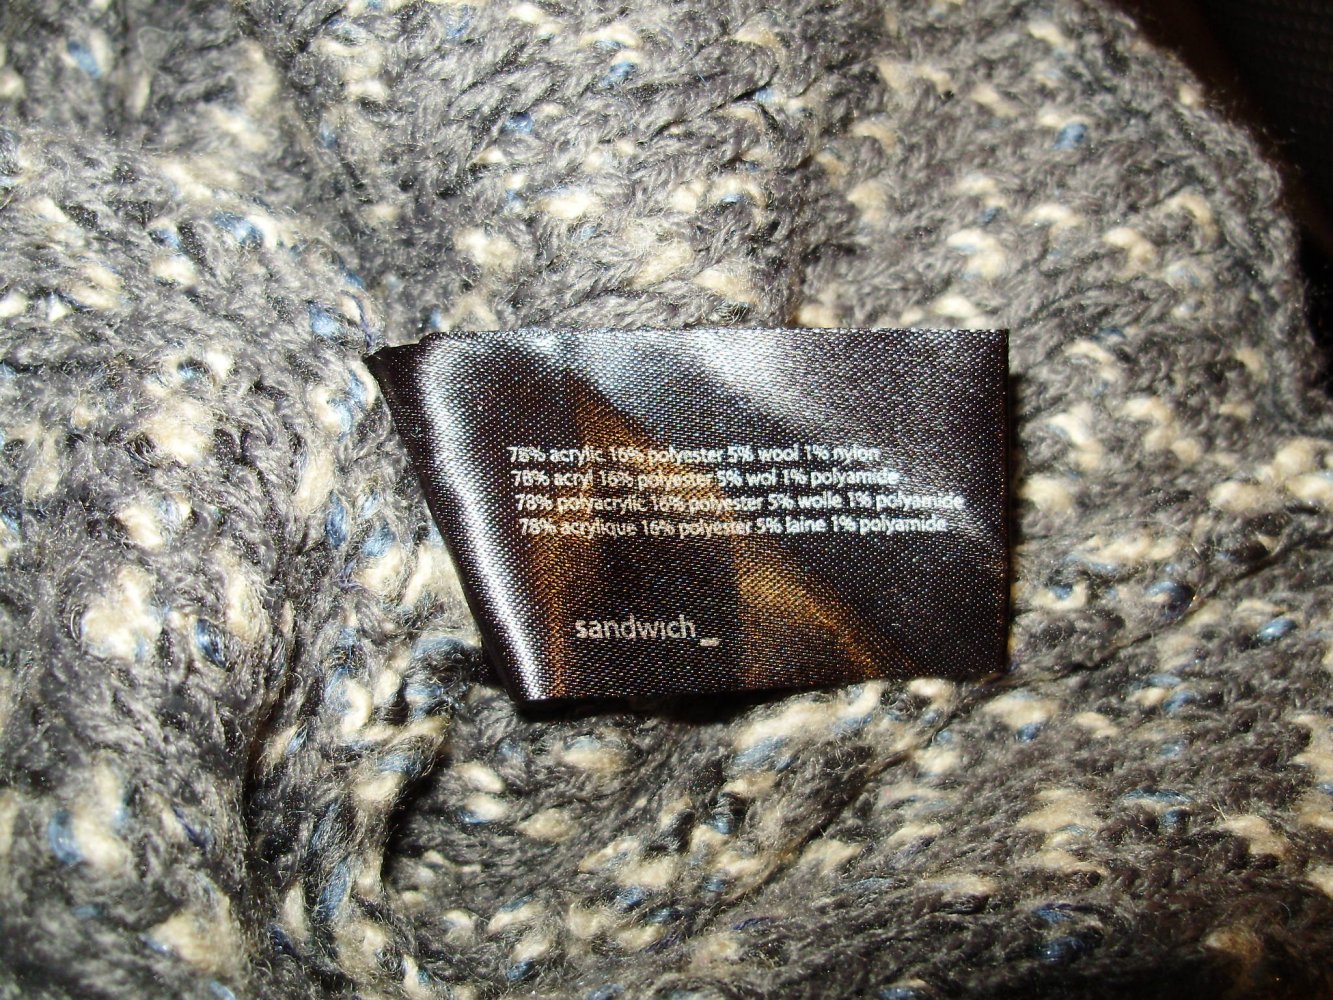 78% acrylic 16% polyester 5% wool 1% nylon
78% acryl 16% polyester 5% wol 1% polyamide
78% polyacrylic 16% polyester 5% wolle 1% polyamide
78% acrylique 16% polyester 5% laine 1% polyamide
sandwich_